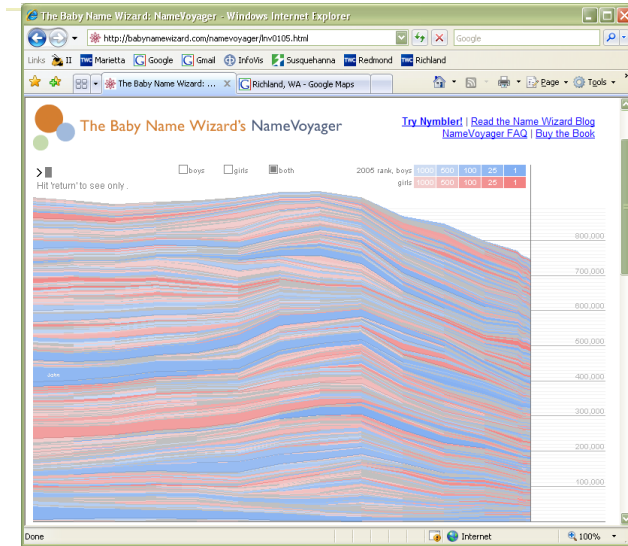 The Baby Name Wizard: NameVoyager - Windows Internet Explorer
http://babynamewizard.com/namevoyager/lnv0105.html
Google
Links II Marietta Google Gmail InfoVis Susquehanna Redmond Richland
The Baby Name Wizard: ... X Richland, WA - Google Maps
Page Tools
The Baby Name Wizard's NameVoyager
Try Nymbler! | Read the Name Wizard Blog
NameVoyager FAQ | Buy the Book
> boys girls both 2005 rank, boys 1000 500 100 25 1
Hit 'return' to see only . girls 1000 500 100 25 1
800,000
700,000
600,000
500,000
John
400,000
300,000
200,000
100,000
Done Internet 100%